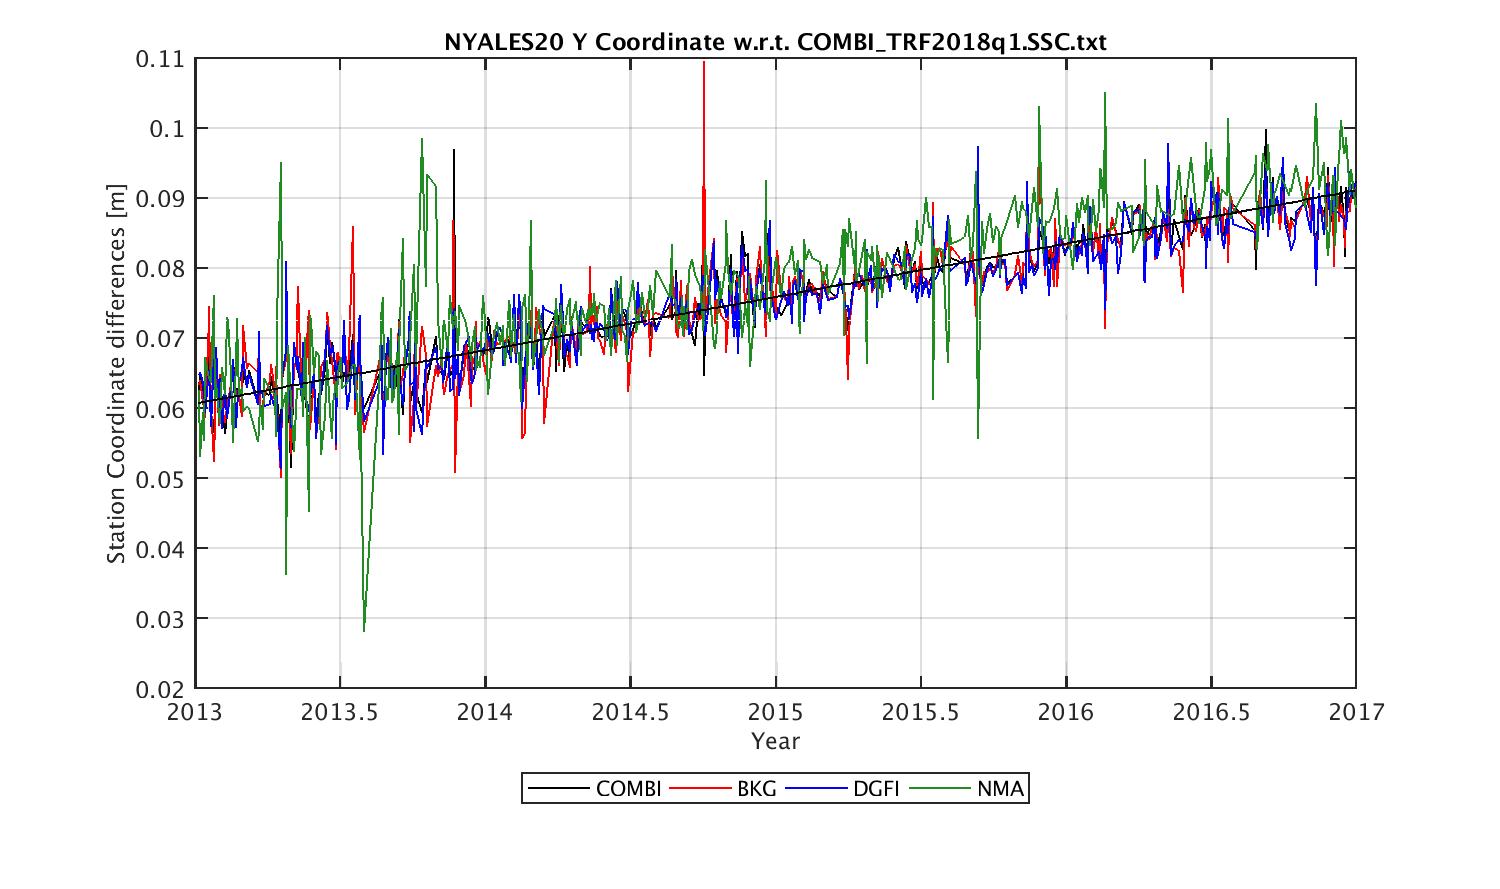 NYALES20 Y Coordinate w.r.t. COMBI_TRF2018q1.SSC.txt
Station Coordinate differences [m]
0.11
0.1
0.09
0.08
0.07
0.06
0.05
0.04
0.03
0.02
2013 2013.5 2014 2014.5 2015 2015.5 2016 2016.5 2017
Year
COMBI BKG DGFI NMA